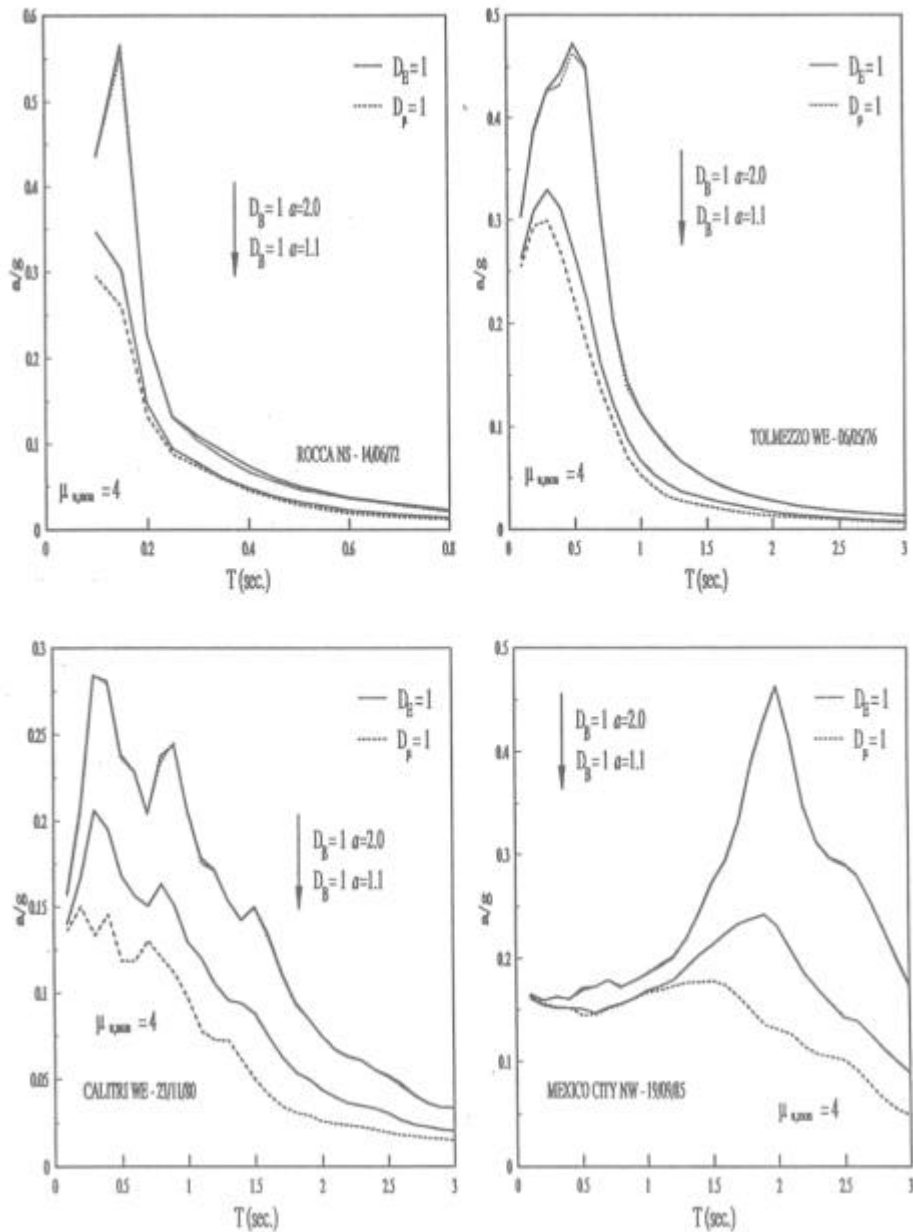 0.6
0.5
0.4
0.3
0.2
0.1
0
a/g
D_E = 1
D_P = 1
D_B = 1 a=2.0
D_B = 1 a=1.1
ROCCA NS - 14/06/72
= 4
0
0.2
0.4
0.6
0.8
T (sec.)
0.5
0.4
0.3
0.2
0.1
0
a/g
D_E = 1
D_P = 1
D_B = 1 a=2.0
D_B = 1 a=1.1
TOLMEZZO WE - 06/05/76
= 4
0
0.5
1
1.5
2
2.5
3
T (sec.)
0.3
0.25
0.2
0.15
0.1
0.05
0
a/g
D_E = 1
D_P = 1
D_B = 1 a=2.0
D_B = 1 a=1.1
μ = 4
CALITRI WE - 23/11/80
0
0.5
1
1.5
2
2.5
3
T (sec.)
0.5
0.4
0.3
0.2
0.1
0
a/g
D_E = 1
D_P = 1
D_B = 1 a=2.0
D_B = 1 a=1.1
MEXICO CITY NW - 19/09/85
μ = 4
0
0.5
1
1.5
2
2.5
3
T (sec.)